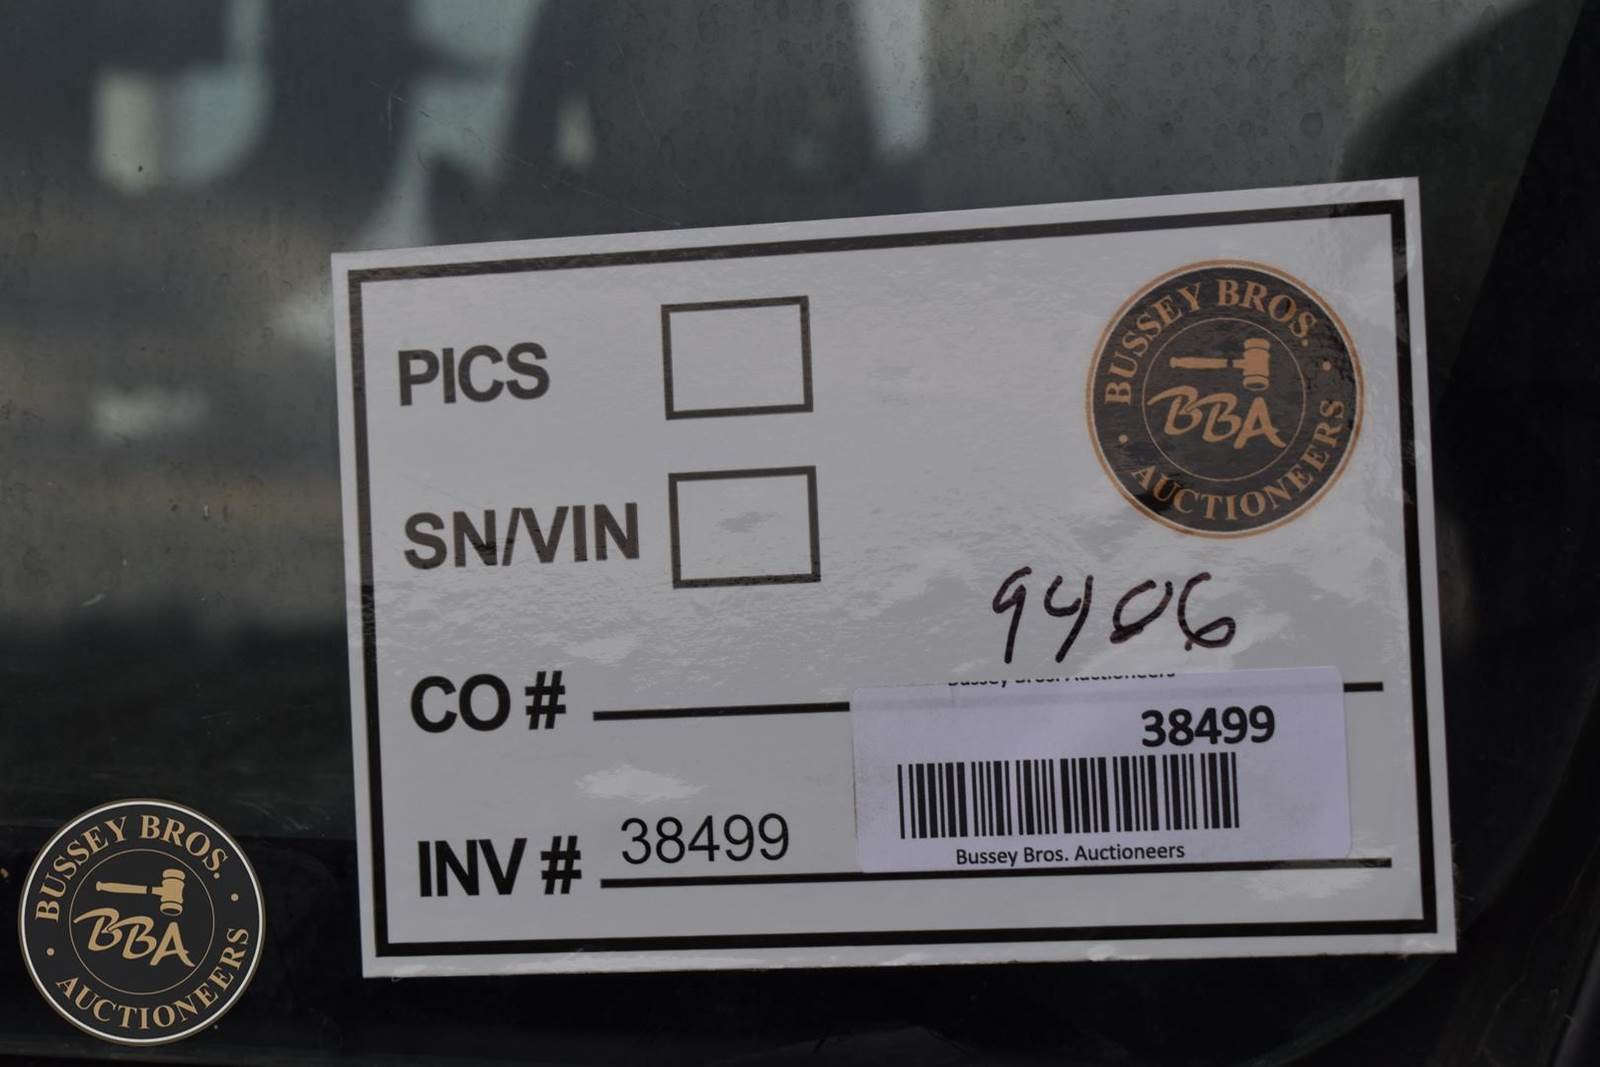 PICS
BUSSEY BROS.
BBA
AUCTIONEERS
SN/VIN
9406
CO #
Bussey Bros. Auctioneers
38499
INV # 38499
Bussey Bros. Auctioneers
BUSSEY BROS.
BBA
AUCTIONEERS